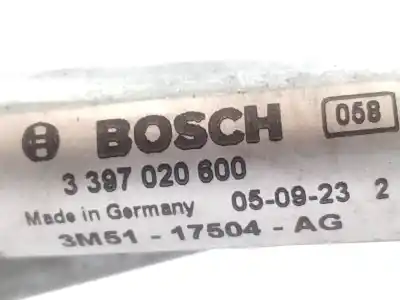 BOSCH 058
3 397 020 600
Made in Germany 05-09-23 2
3M51 - 17504 - AG